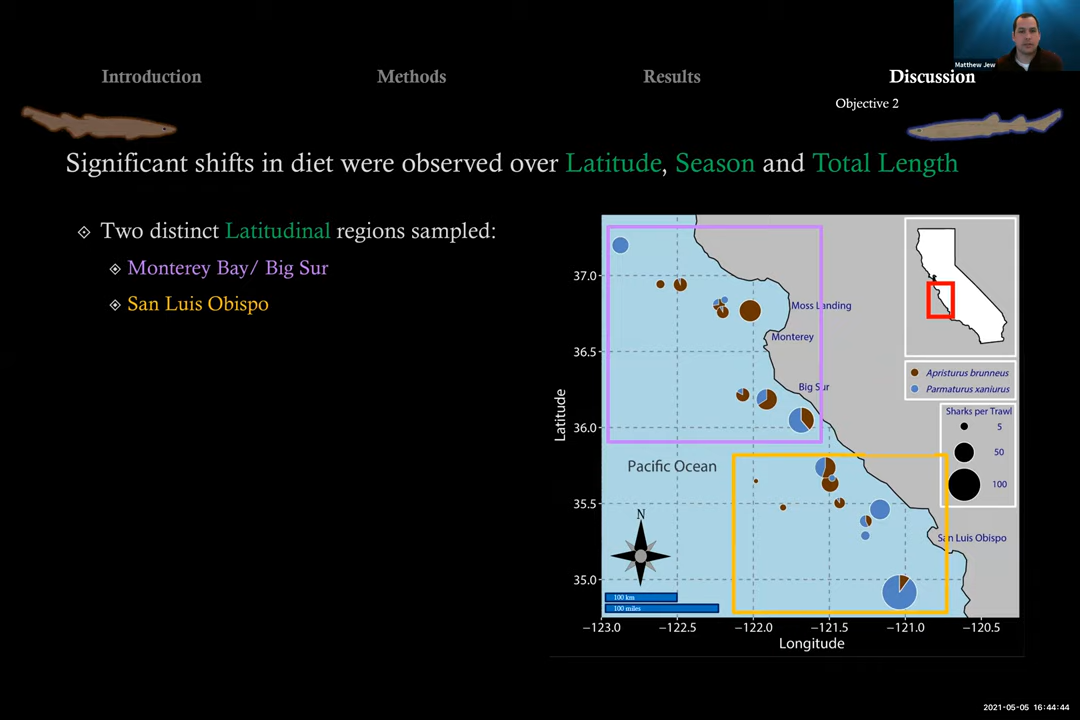 Matthew Jew
Introduction Methods Results Discussion
Objective 2
Significant shifts in diet were observed over Latitude, Season and Total Length
Two distinct Latitudinal regions sampled:
Monterey Bay/ Big Sur
San Luis Obispo
37.0
36.5
36.0
35.5
35.0
Latitude
Moss Landing
Monterey
Big Sur
Pacific Ocean
San Luis Obispo
N
100 km
100 miles
Apristurus brunneus
Parmaturus xaniurus
Sharks per Trawl
5
50
100
−123.0 −122.5 −122.0 −121.5 −121.0 −120.5
Longitude
2021-05-05 16:44:44